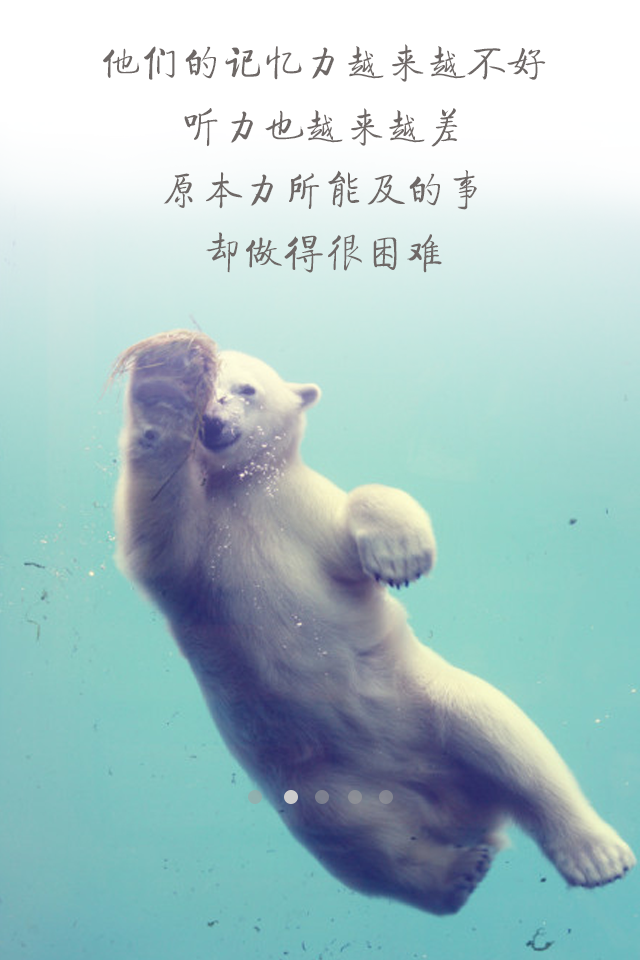 他们的记忆力越来越不好
听力也越来越差
原本力所能及的事
却做得很困难